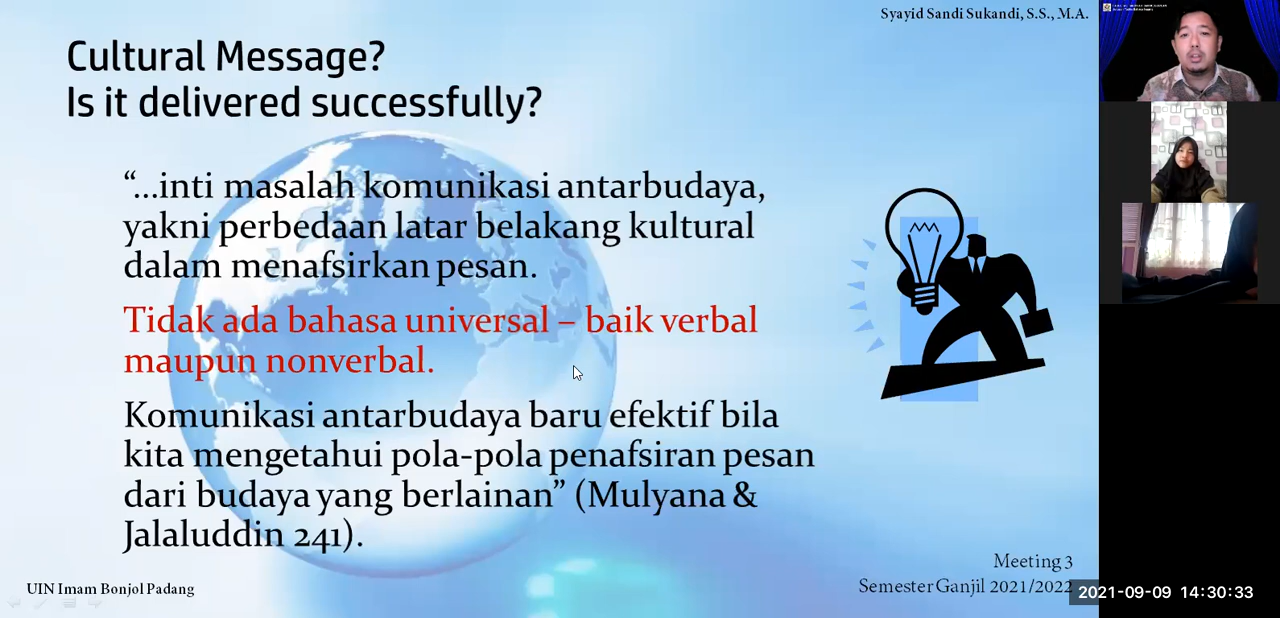 Syayid Sandi Sukandi, S.S., M.A.
Cultural Message?
Is it delivered successfully?
“…inti masalah komunikasi antarbudaya,
yakni perbedaan latar belakang kultural
dalam menafsirkan pesan.
Tidak ada bahasa universal – baik verbal
maupun nonverbal.
Komunikasi antarbudaya baru efektif bila
kita mengetahui pola-pola penafsiran pesan
dari budaya yang berlainan” (Mulyana &
Jalaluddin 241).
Meeting 3
Semester Ganjil 2021/2022
UIN Imam Bonjol Padang
2021-09-09 14:30:33